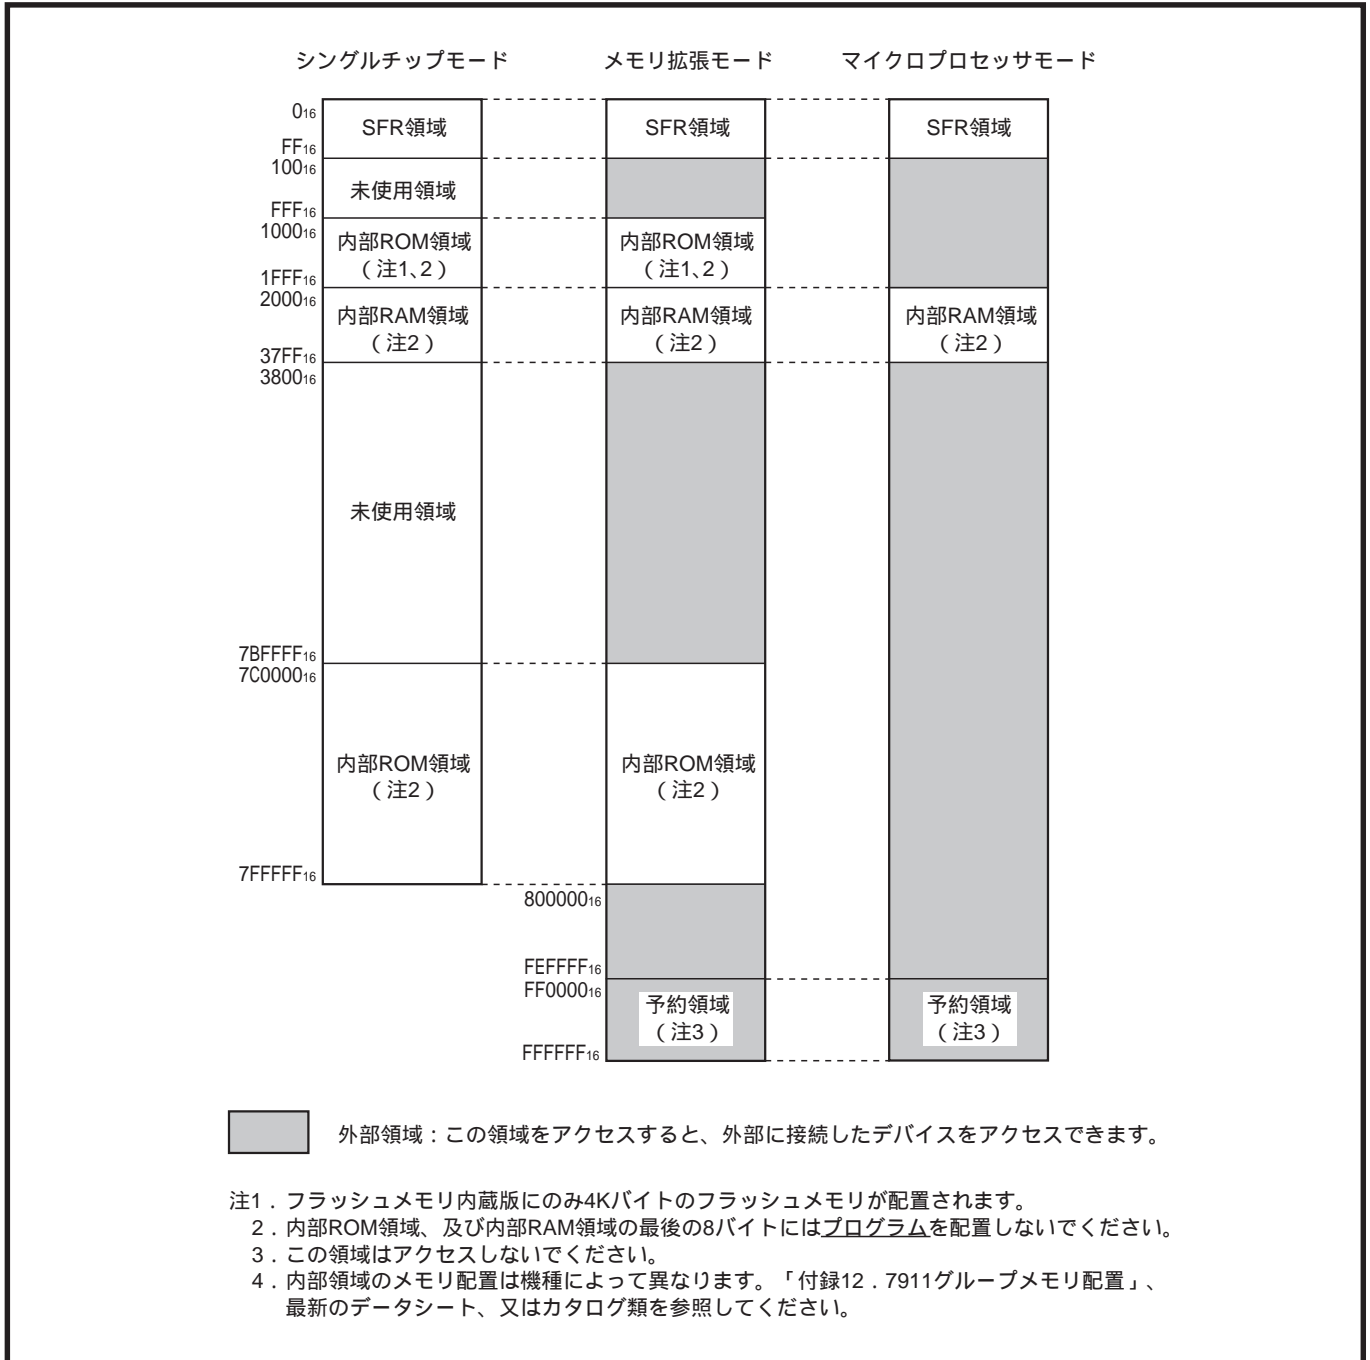 シングルチップモード メモリ拡張モード マイクロプロセッサモード
0₁₆
SFR領域 SFR領域 SFR領域
FF₁₆
100₁₆
未使用領域
FFF₁₆
1000₁₆
内部ROM領域 内部ROM領域
(注1、2) (注1、2)
1FFF₁₆
2000₁₆
内部RAM領域 内部RAM領域 内部RAM領域
(注2) (注2) (注2)
37FF₁₆
3800₁₆
未使用領域
7BFFFF₁₆
7C0000₁₆
内部ROM領域 内部ROM領域
(注2) (注2)
7FFFFF₁₆
800000₁₆
FEFFFF₁₆
FF0000₁₆
予約領域 予約領域
(注3) (注3)
FFFFFF₁₆
外部領域:この領域をアクセスすると、外部に接続したデバイスをアクセスできます。
注1.フラッシュメモリ内蔵版にのみ4Kバイトのフラッシュメモリが配置されます。
2.内部ROM領域、及び内部RAM領域の最後の8バイトにはプログラムを配置しないでください。
3.この領域はアクセスしないでください。
4.内部領域のメモリ配置は機種によって異なります。「付録12.7911グループメモリ配置」、
最新のデータシート、又はカタログ類を参照してください。